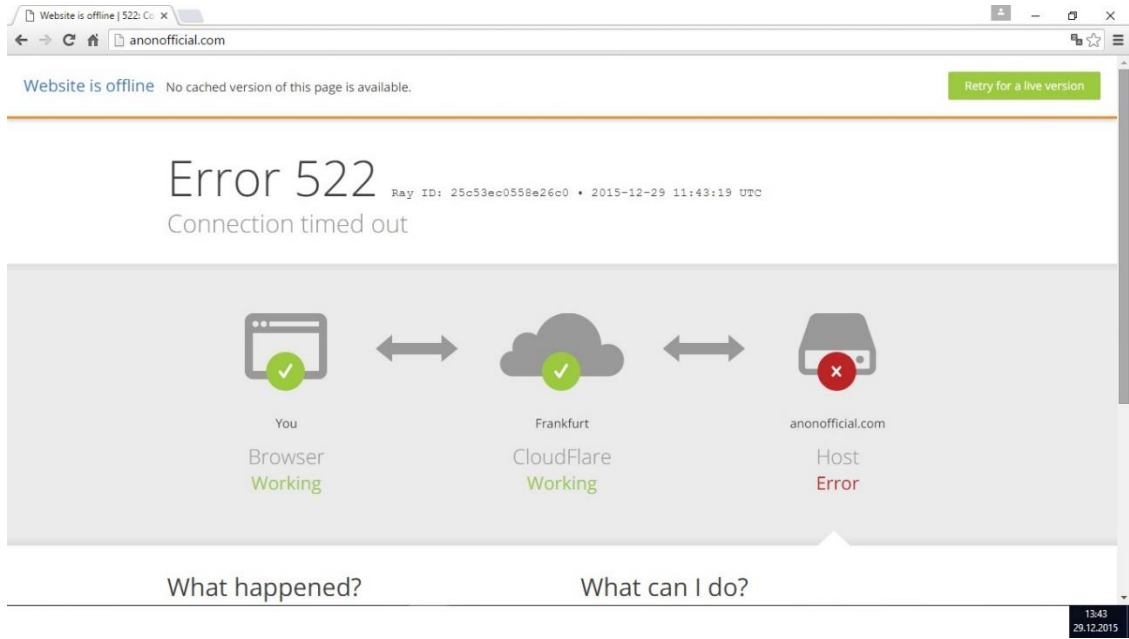 Website is offline | 522: Co
anonofficial.com
Website is offline No cached version of this page is available.
Retry for a live version
Error 522 Ray ID: 25c53ec0558e26c0 • 2015-12-29 11:43:19 UTC
Connection timed out
You Frankfurt anonofficial.com
Browser CloudFlare Host
Working Working Error
What happened? What can I do?
13:43
29.12.2015